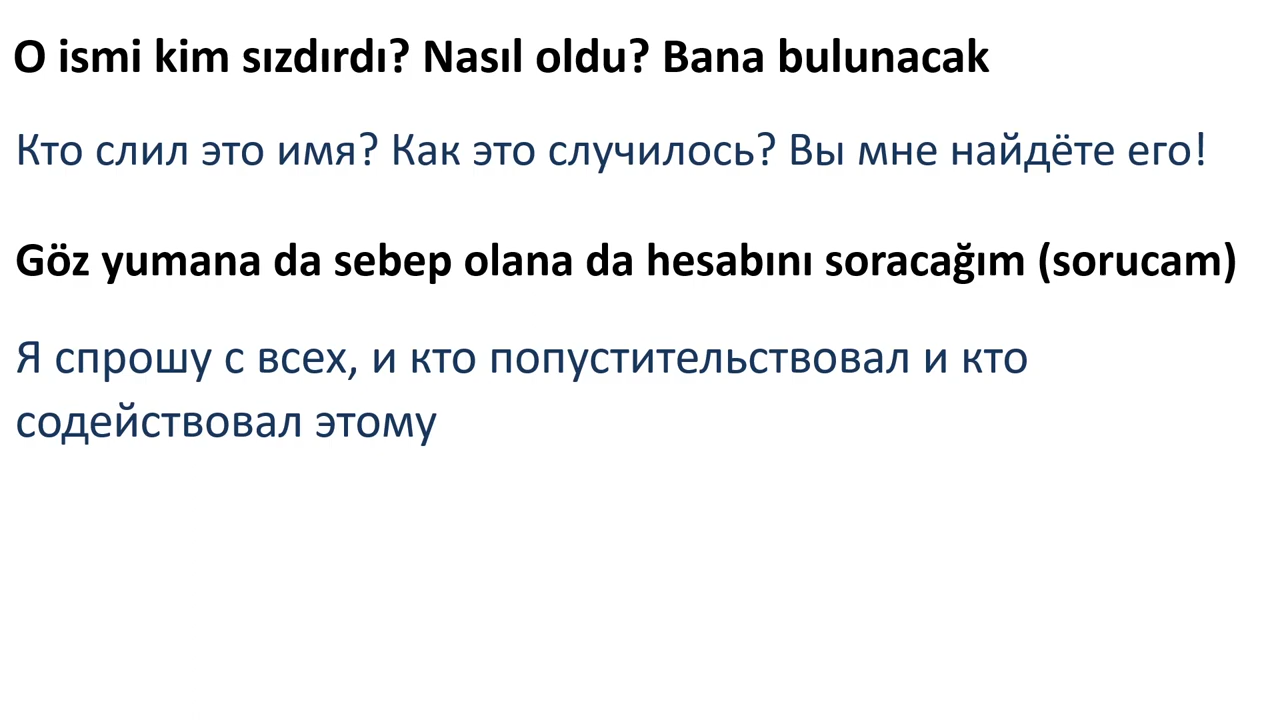 O ismi kim sızdırdı? Nasıl oldu? Bana bulunacak
Кто слил это имя? Как это случилось? Вы мне найдёте его!
Göz yumana da sebep olana da hesabını soracağım (sorucam)
Я спрошу с всех, и кто попустительствовал и кто
содействовал этому